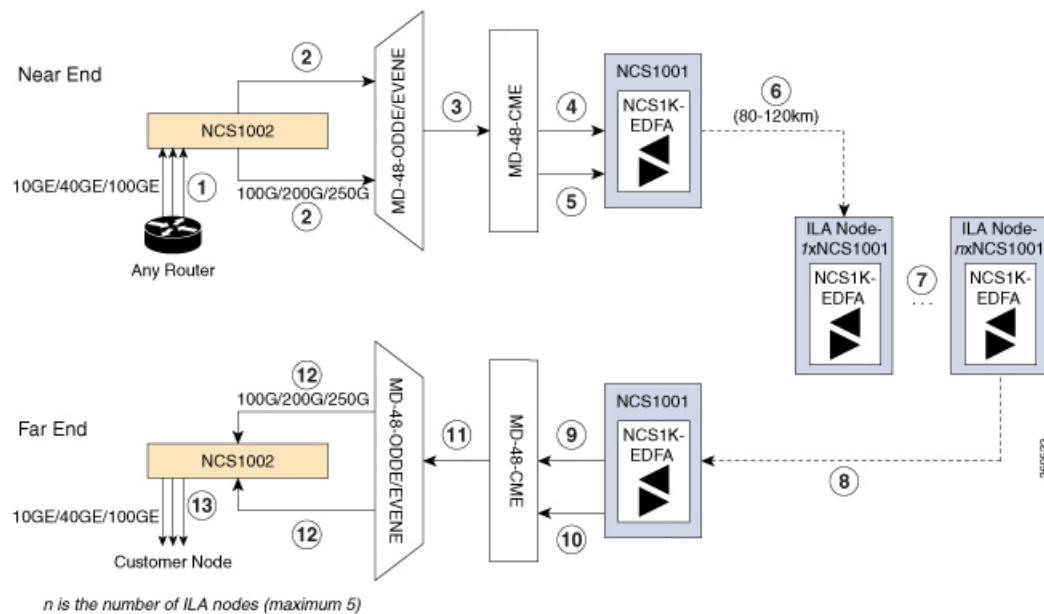 Near End
NCS1002
10GE/40GE/100GE
1
Any Router
2
100G/200G/250G
2
MD-48-ODDE/EVENE
3
MD-48-CME
4
5
NCS1001
NCS1K-
EDFA
6
(80-120km)
ILA Node-
1xNCS1001
NCS1K-
EDFA
7
...
ILA Node-
nxNCS1001
NCS1K-
EDFA
Far End
12
100G/200G/250G
NCS1002
12
10GE/40GE/100GE
13
Customer Node
MD-48-ODDE/EVENE
11
MD-48-CME
9
10
NCS1001
NCS1K-
EDFA
8
n is the number of ILA nodes (maximum 5)